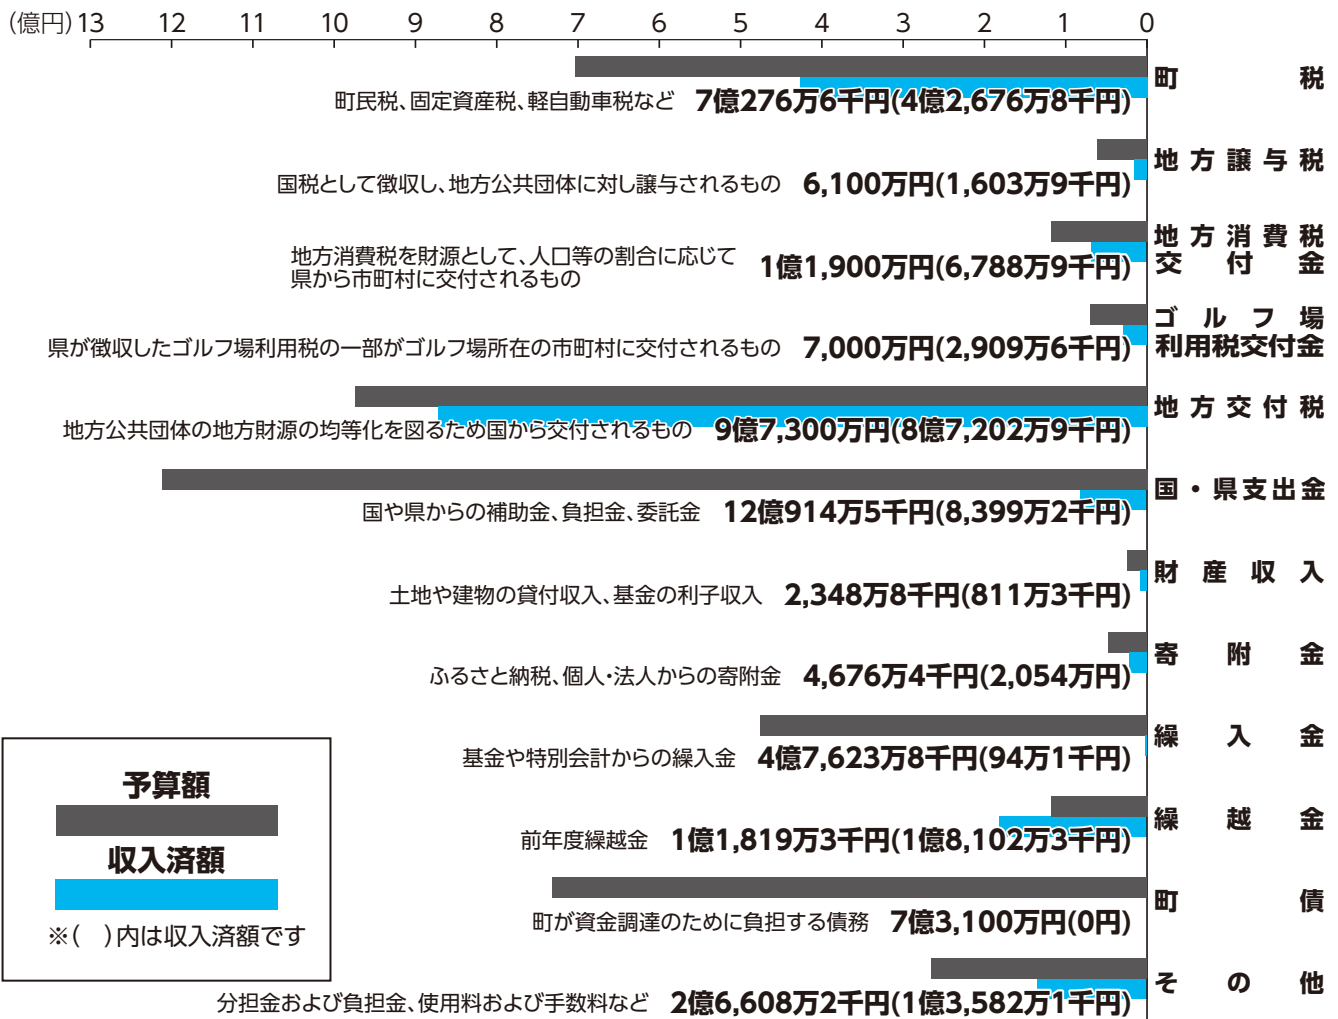 (億円) 13 12 11 10 9 8 7 6 5 4 3 2 1 0
町税
町民税、固定資産税、軽自動車税など 7億276万6千円(4億2,676万8千円)
地方譲与税
国税として徴収し、地方公共団体に対し譲与されるもの 6,100万円(1,603万9千円)
地方消費税
交付金
地方消費税を財源として、人口等の割合に応じて
県から市町村に交付されるもの 1億1,900万円(6,788万9千円)
ゴルフ場
利用税交付金
県が徴収したゴルフ場利用税の一部がゴルフ場所在の市町村に交付されるもの 7,000万円(2,909万6千円)
地方交付税
地方公共団体の地方財源の均等化を図るため国から交付されるもの 9億7,300万円(8億7,202万9千円)
国・県支出金
国や県からの補助金、負担金、委託金 12億914万5千円(8,399万2千円)
財産収入
土地や建物の貸付収入、基金の利子収入 2,348万8千円(811万3千円)
寄附金
ふるさと納税、個人・法人からの寄附金 4,676万4千円(2,054万円)
繰入金
基金や特別会計からの繰入金 4億7,623万8千円(94万1千円)
繰越金
前年度繰越金 1億1,819万3千円(1億8,102万3千円)
町債
町が資金調達のために負担する債務 7億3,100万円(0円)
その他
分担金および負担金、使用料および手数料など 2億6,608万2千円(1億3,582万1千円)
予算額
収入済額
※( )内は収入済額です